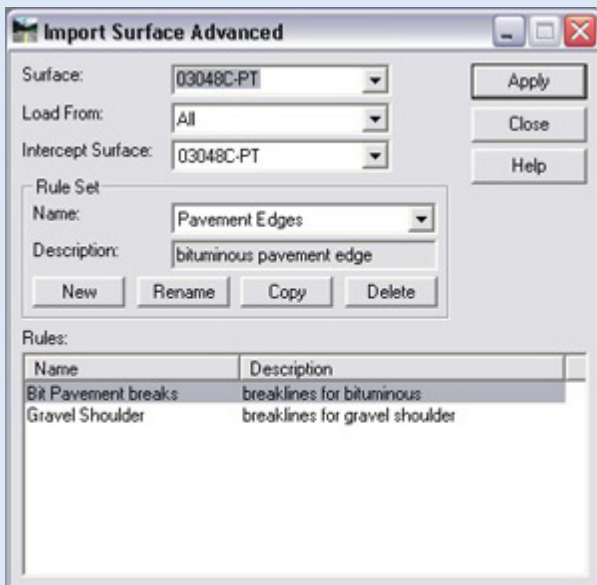 Import Surface Advanced
Surface: 03048C-PT Apply
Load From: All Close
Intercept Surface: 03048C-PT Help
Rule Set
Name: Pavement Edges
Description: bituminous pavement edge
New Rename Copy Delete
Rules:
Name Description
Bit Pavement breaks breaklines for bituminous
Gravel Shoulder breaklines for gravel shoulder